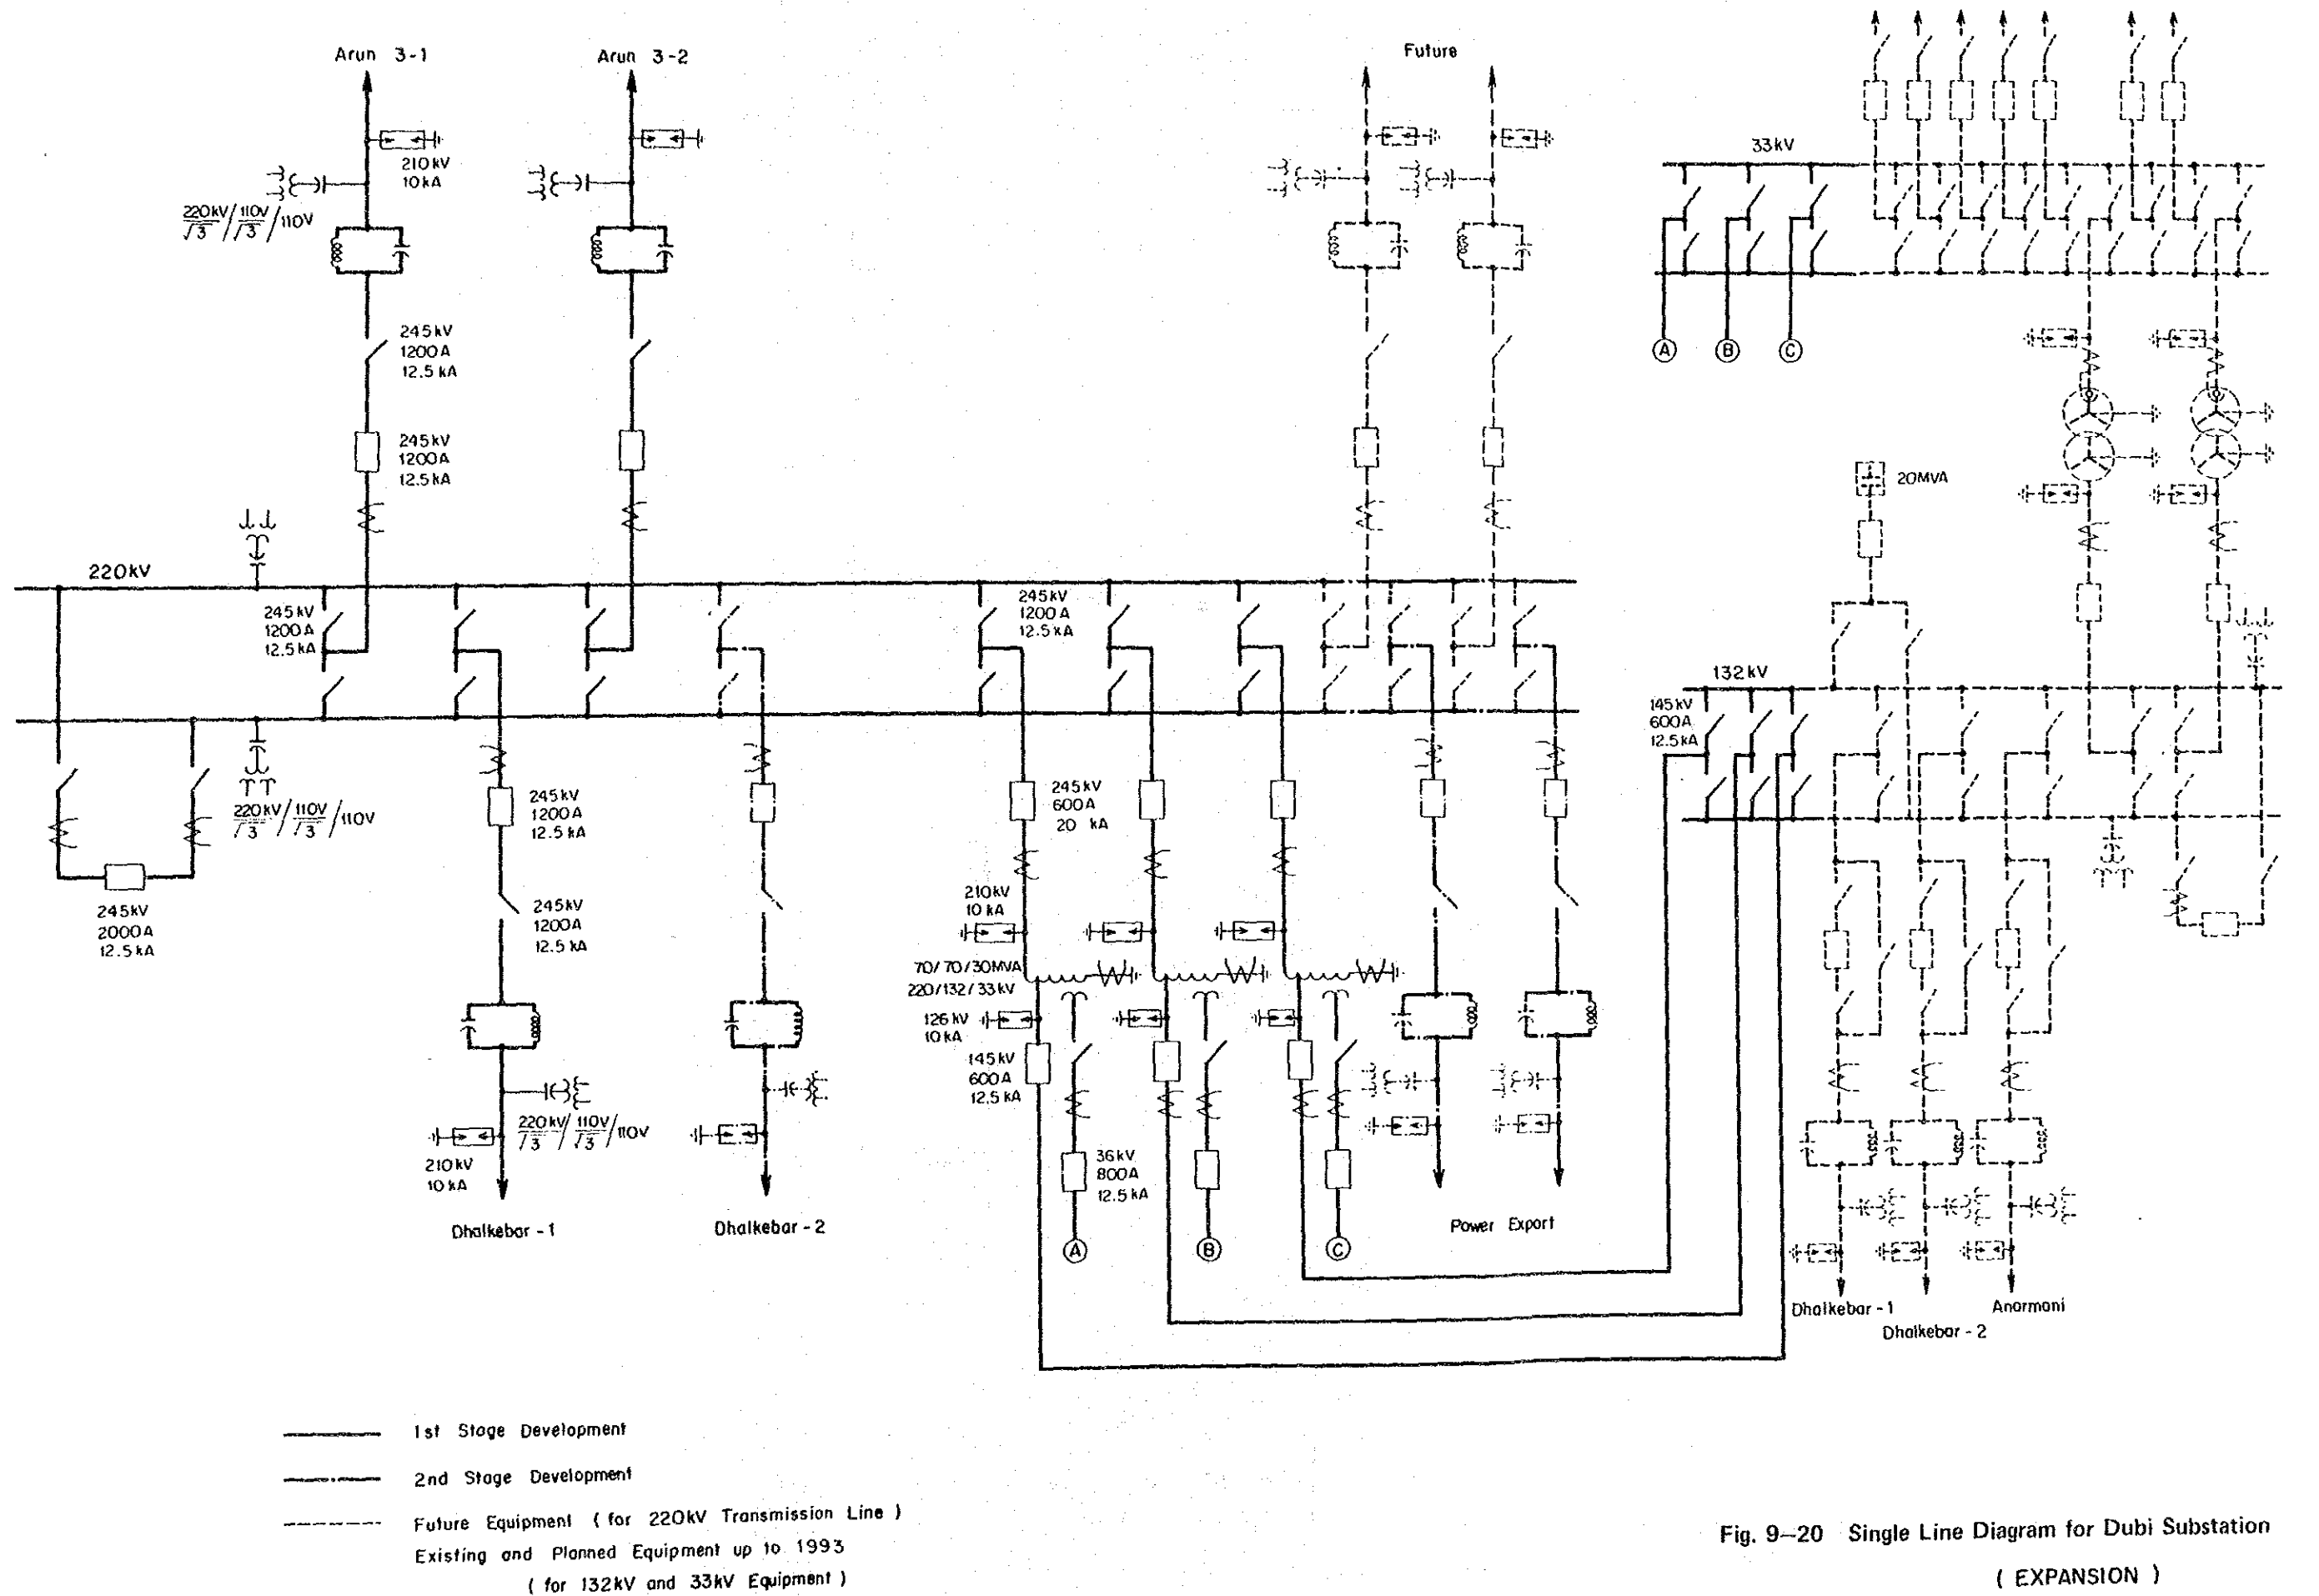 Arun 3-1
Arun 3-2
Future
210kV
10kA
220kV/√3 / 110V/√3 / 110V
33kV
245kV
1200A
12.5kA
A
B
C
245kV
1200A
12.5kA
20MVA
220kV
245kV
1200A
12.5kA
245kV
1200A
12.5kA
132kV
145kV
600A
12.5kA
220kV/√3 / 110V/√3 / 110V
245kV
1200A
12.5kA
245kV
600A
20 kA
245kV
2000A
12.5kA
245kV
1200A
12.5kA
210kV
10kA
70/70/30MVA
220/132/33kV
126kV
10kA
145kV
600A
12.5kA
220kV/√3 / 110V/√3 / 110V
210kV
10kA
36kV
800A
12.5kA
Dhalkebar-1
Dhalkebar-2
A
B
C
Power Export
Dhalkebar-1
Dhalkebar-2
Anarmani
1st Stage Development
2nd Stage Development
Future Equipment (for 220kV Transmission Line)
Existing and Planned Equipment up to 1993
(for 132kV and 33kV Equipment)
Fig. 9-20 Single Line Diagram for Dubi Substation
(EXPANSION)